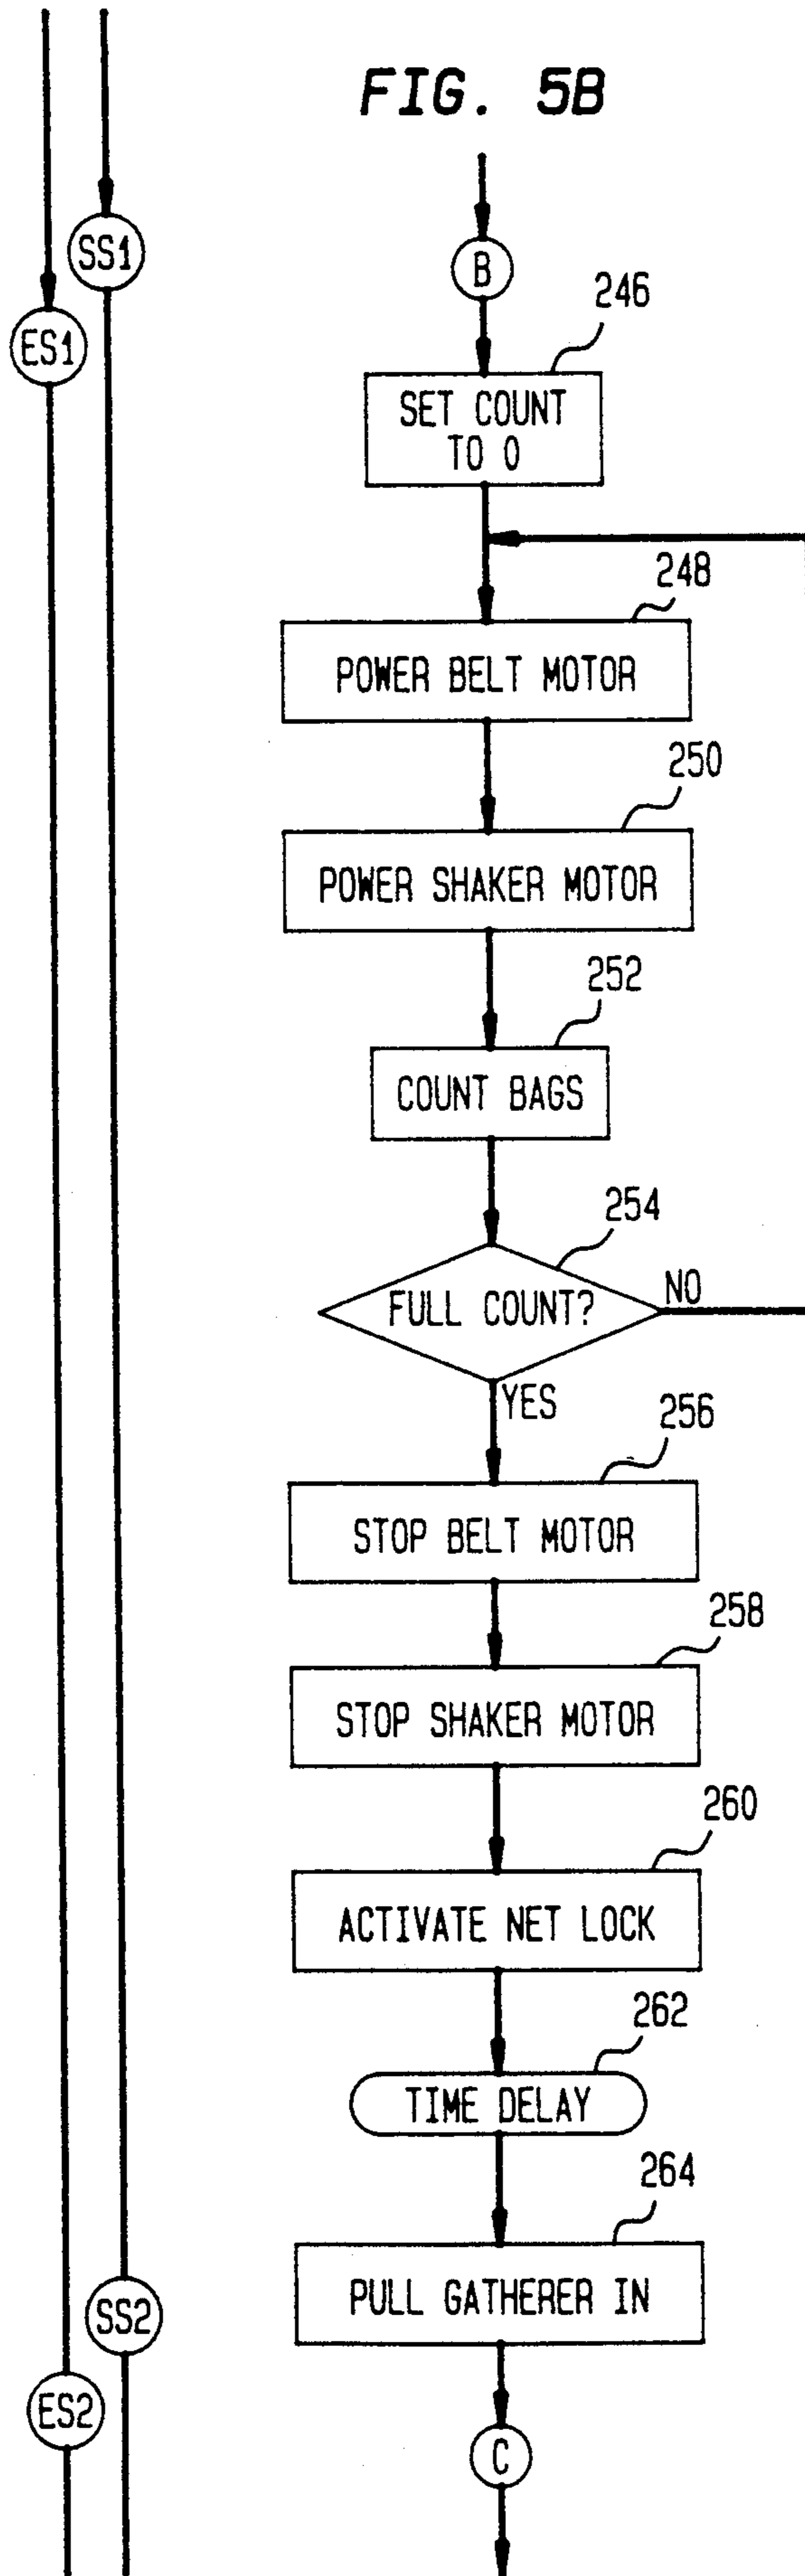 FIG. 5B
SS1
B
246
ES1
SET COUNT
TO 0
248
POWER BELT MOTOR
250
POWER SHAKER MOTOR
252
COUNT BAGS
254
FULL COUNT?
NO
YES
256
STOP BELT MOTOR
258
STOP SHAKER MOTOR
260
ACTIVATE NET LOCK
262
TIME DELAY
264
PULL GATHERER IN
SS2
ES2
C